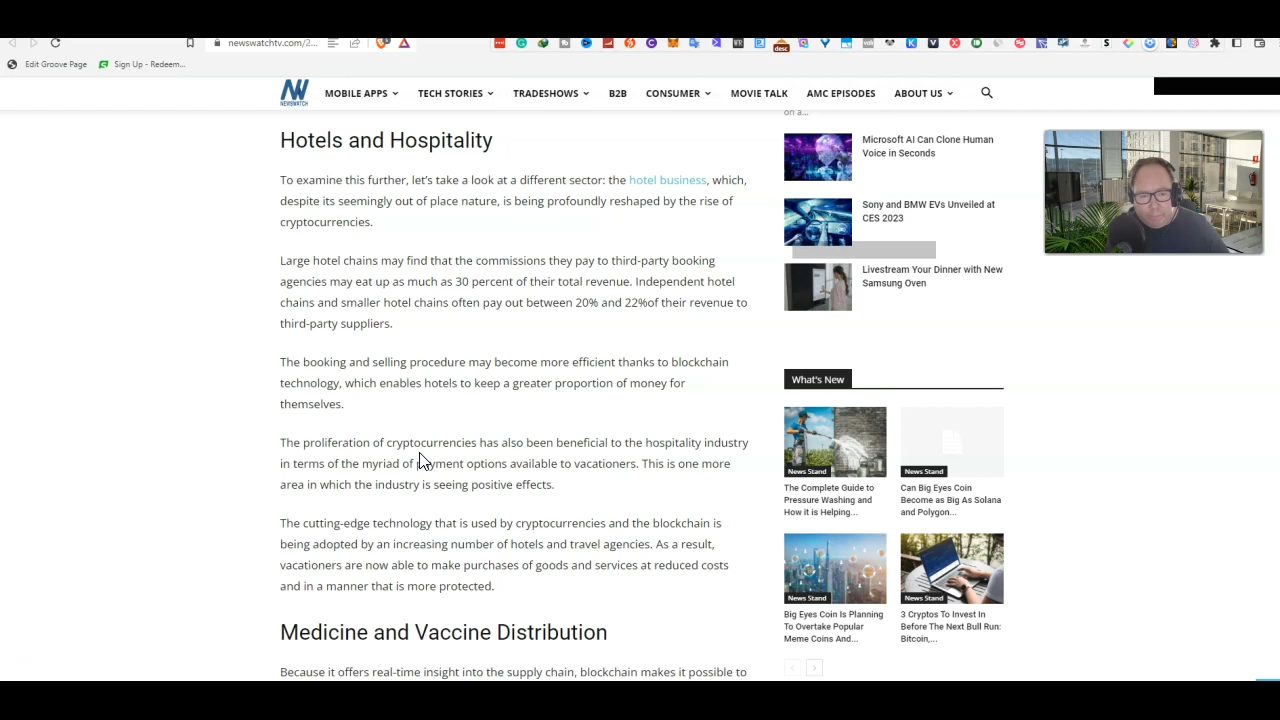 newswatchtv.com/2...
desc
Edit Groove Page
Sign Up - Redeem...
NW
NEWSWATCH
MOBILE APPS
TECH STORIES
TRADESHOWS
B2B
CONSUMER
MOVIE TALK
AMC EPISODES
ABOUT US
Hotels and Hospitality
To examine this further, let's take a look at a different sector: the hotel business, which,
despite its seemingly out of place nature, is being profoundly reshaped by the rise of
cryptocurrencies.
Large hotel chains may find that the commissions they pay to third-party booking
agencies may eat up as much as 30 percent of their total revenue. Independent hotel
chains and smaller hotel chains often pay out between 20% and 22%of their revenue to
third-party suppliers.
The booking and selling procedure may become more efficient thanks to blockchain
technology, which enables hotels to keep a greater proportion of money for
themselves.
The proliferation of cryptocurrencies has also been beneficial to the hospitality industry
in terms of the myriad of payment options available to vacationers. This is one more
area in which the industry is seeing positive effects.
The cutting-edge technology that is used by cryptocurrencies and the blockchain is
being adopted by an increasing number of hotels and travel agencies. As a result,
vacationers are now able to make purchases of goods and services at reduced costs
and in a manner that is more protected.
Medicine and Vaccine Distribution
Because it offers real-time insight into the supply chain, blockchain makes it possible to
on a...
Microsoft AI Can Clone Human
Voice in Seconds
Sony and BMW EVs Unveiled at
CES 2023
Livestream Your Dinner with New
Samsung Oven
What's New
News Stand
The Complete Guide to
Pressure Washing and
How it is Helping...
News Stand
Can Big Eyes Coin
Become as Big As Solana
and Polygon...
News Stand
Big Eyes Coin Is Planning
To Overtake Popular
Meme Coins And...
News Stand
3 Cryptos To Invest In
Before The Next Bull Run:
Bitcoin,...